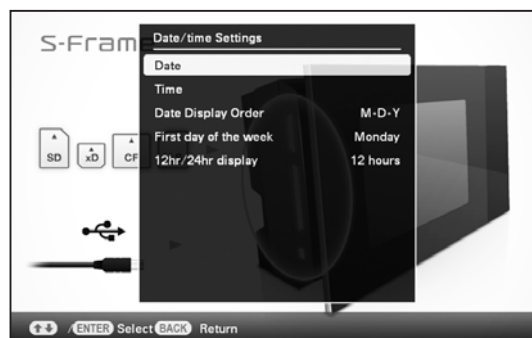 S-Fram
Date/time Settings
Date
Time
Date Display Order M-D-Y
First day of the week Monday
12hr/24hr display 12 hours
SD xD CF
/ENTER Select BACK Return